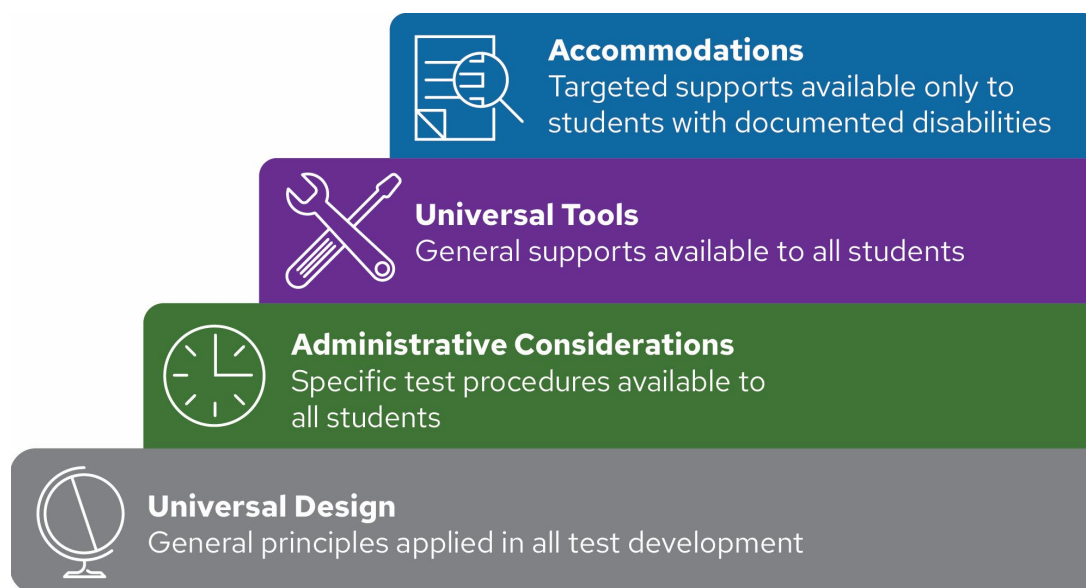 Accommodations
Targeted supports available only to
students with documented disabilities
Universal Tools
General supports available to all students
Administrative Considerations
Specific test procedures available to
all students
Universal Design
General principles applied in all test development